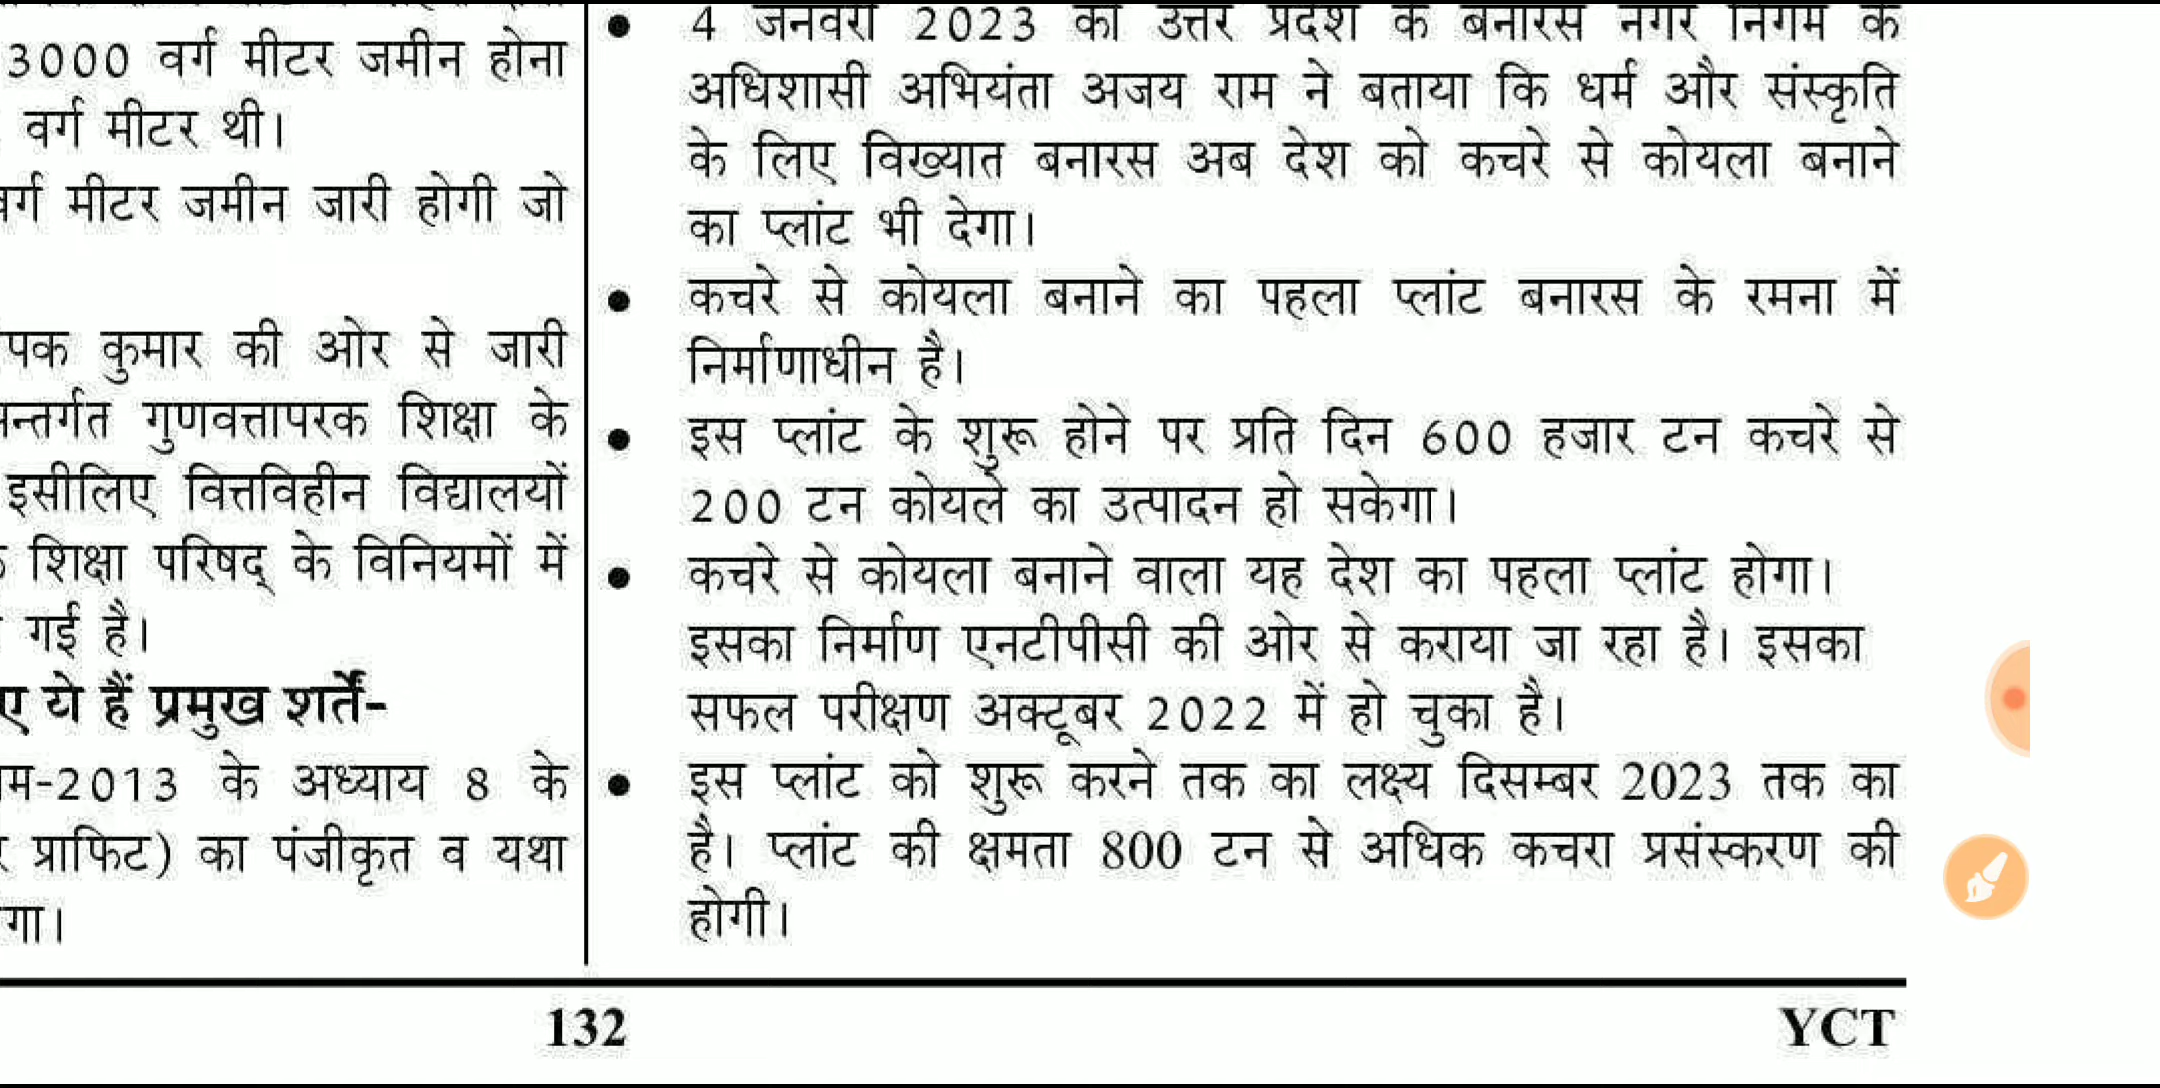 3000 वर्ग मीटर जमीन होना
वर्ग मीटर थी।
वर्ग मीटर जमीन जारी होगी जो
कुमार की ओर से जारी
गुणवत्तापरक शिक्षा के
इसीलिए वित्तविहीन विद्यालयों
शिक्षा परिषद् के विनियमों में
गई है।
ये हैं प्रमुख शर्तें-
-2013 के अध्याय 8 के
प्राफिट) का पंजीकृत व यथा
गा।
• 4 जनवरी 2023 को उत्तर प्रदेश के बनारस नगर निगम के
अधिशासी अभियंता अजय राम ने बताया कि धर्म और संस्कृति
के लिए विख्यात बनारस अब देश को कचरे से कोयला बनाने
का प्लांट भी देगा।
• कचरे से कोयला बनाने का पहला प्लांट बनारस के रमना में
निर्माणाधीन है।
• इस प्लांट के शुरू होने पर प्रति दिन 600 हजार टन कचरे से
200 टन कोयले का उत्पादन हो सकेगा।
• कचरे से कोयला बनाने वाला यह देश का पहला प्लांट होगा।
इसका निर्माण एनटीपीसी की ओर से कराया जा रहा है। इसका
सफल परीक्षण अक्टूबर 2022 में हो चुका है।
• इस प्लांट को शुरू करने तक का लक्ष्य दिसम्बर 2023 तक का
है। प्लांट की क्षमता 800 टन से अधिक कचरा प्रसंस्करण की
होगी।
132
YCT